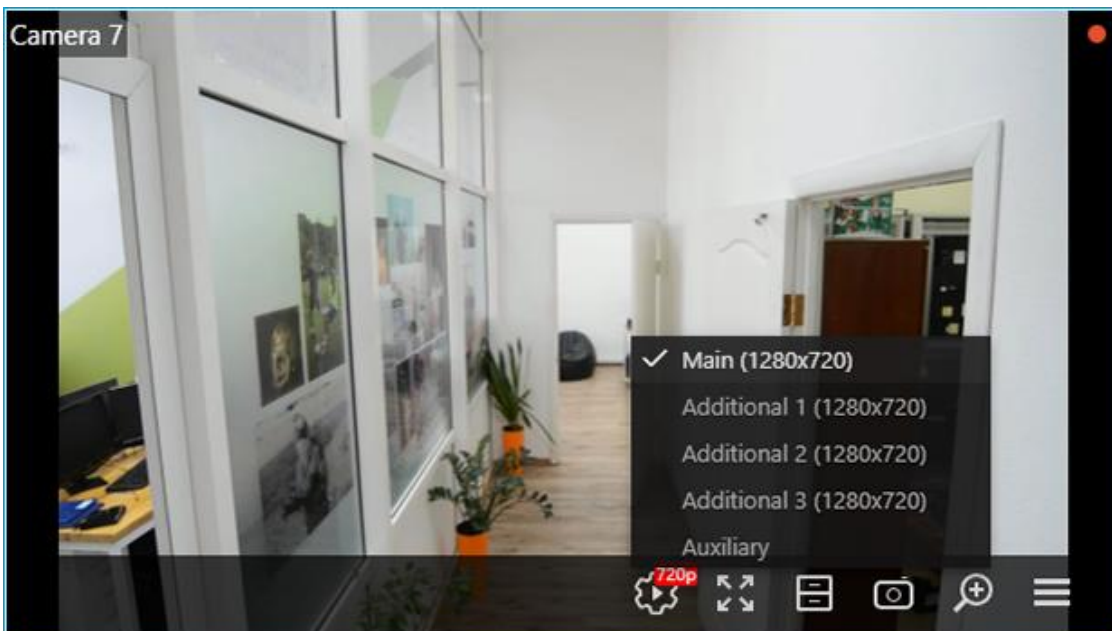 Camera 7
Main (1280x720)
Additional 1 (1280x720)
Additional 2 (1280x720)
Additional 3 (1280x720)
Auxiliary
720p